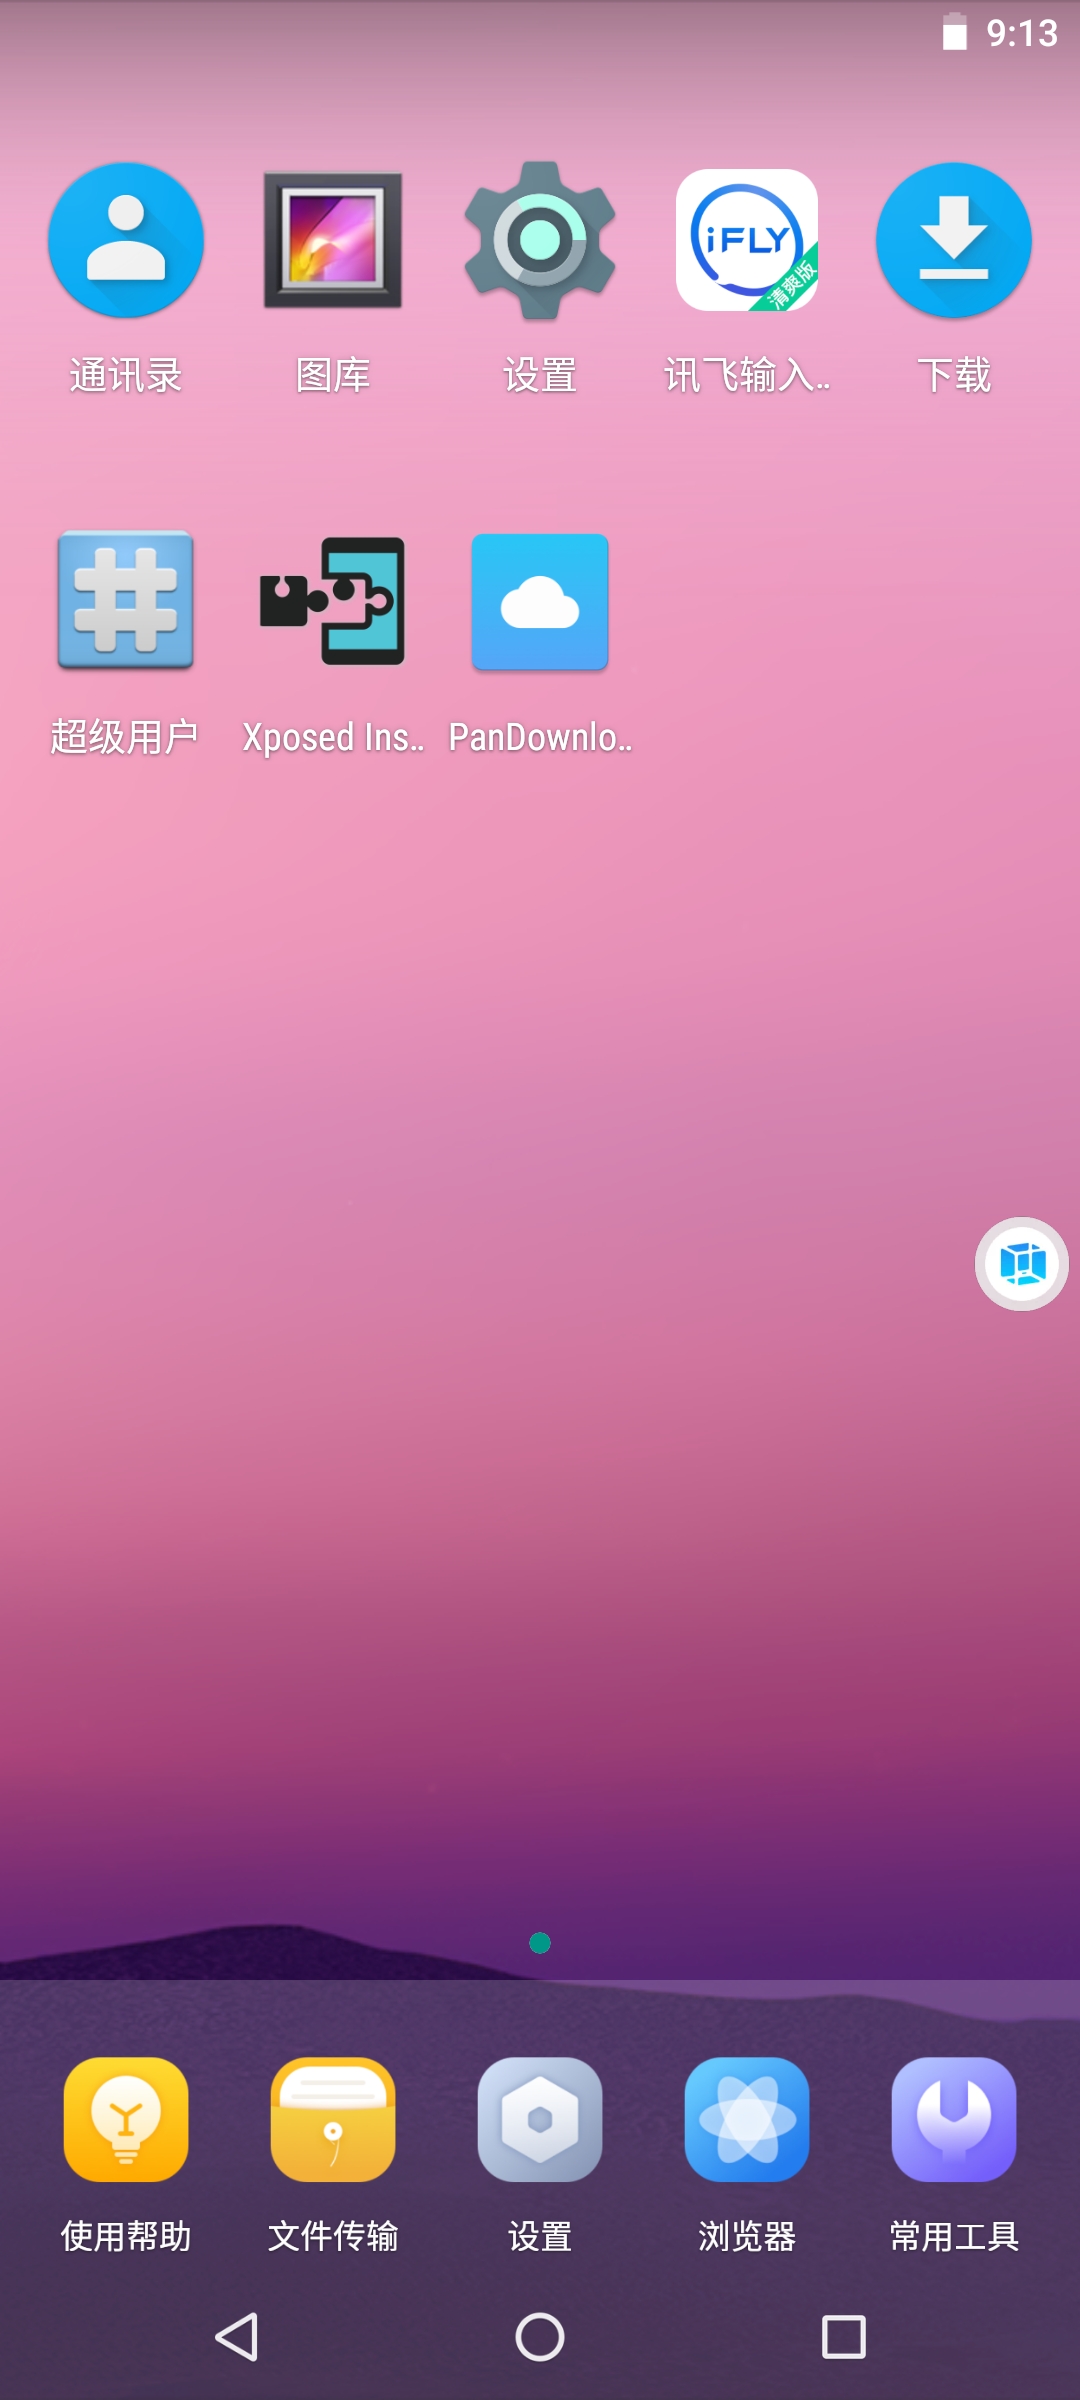 9:13
iFLY
清爽版
通讯录 图库 设置 讯飞输入… 下载
超级用户 Xposed Ins… PanDownlo…
使用帮助 文件传输 设置 浏览器 常用工具